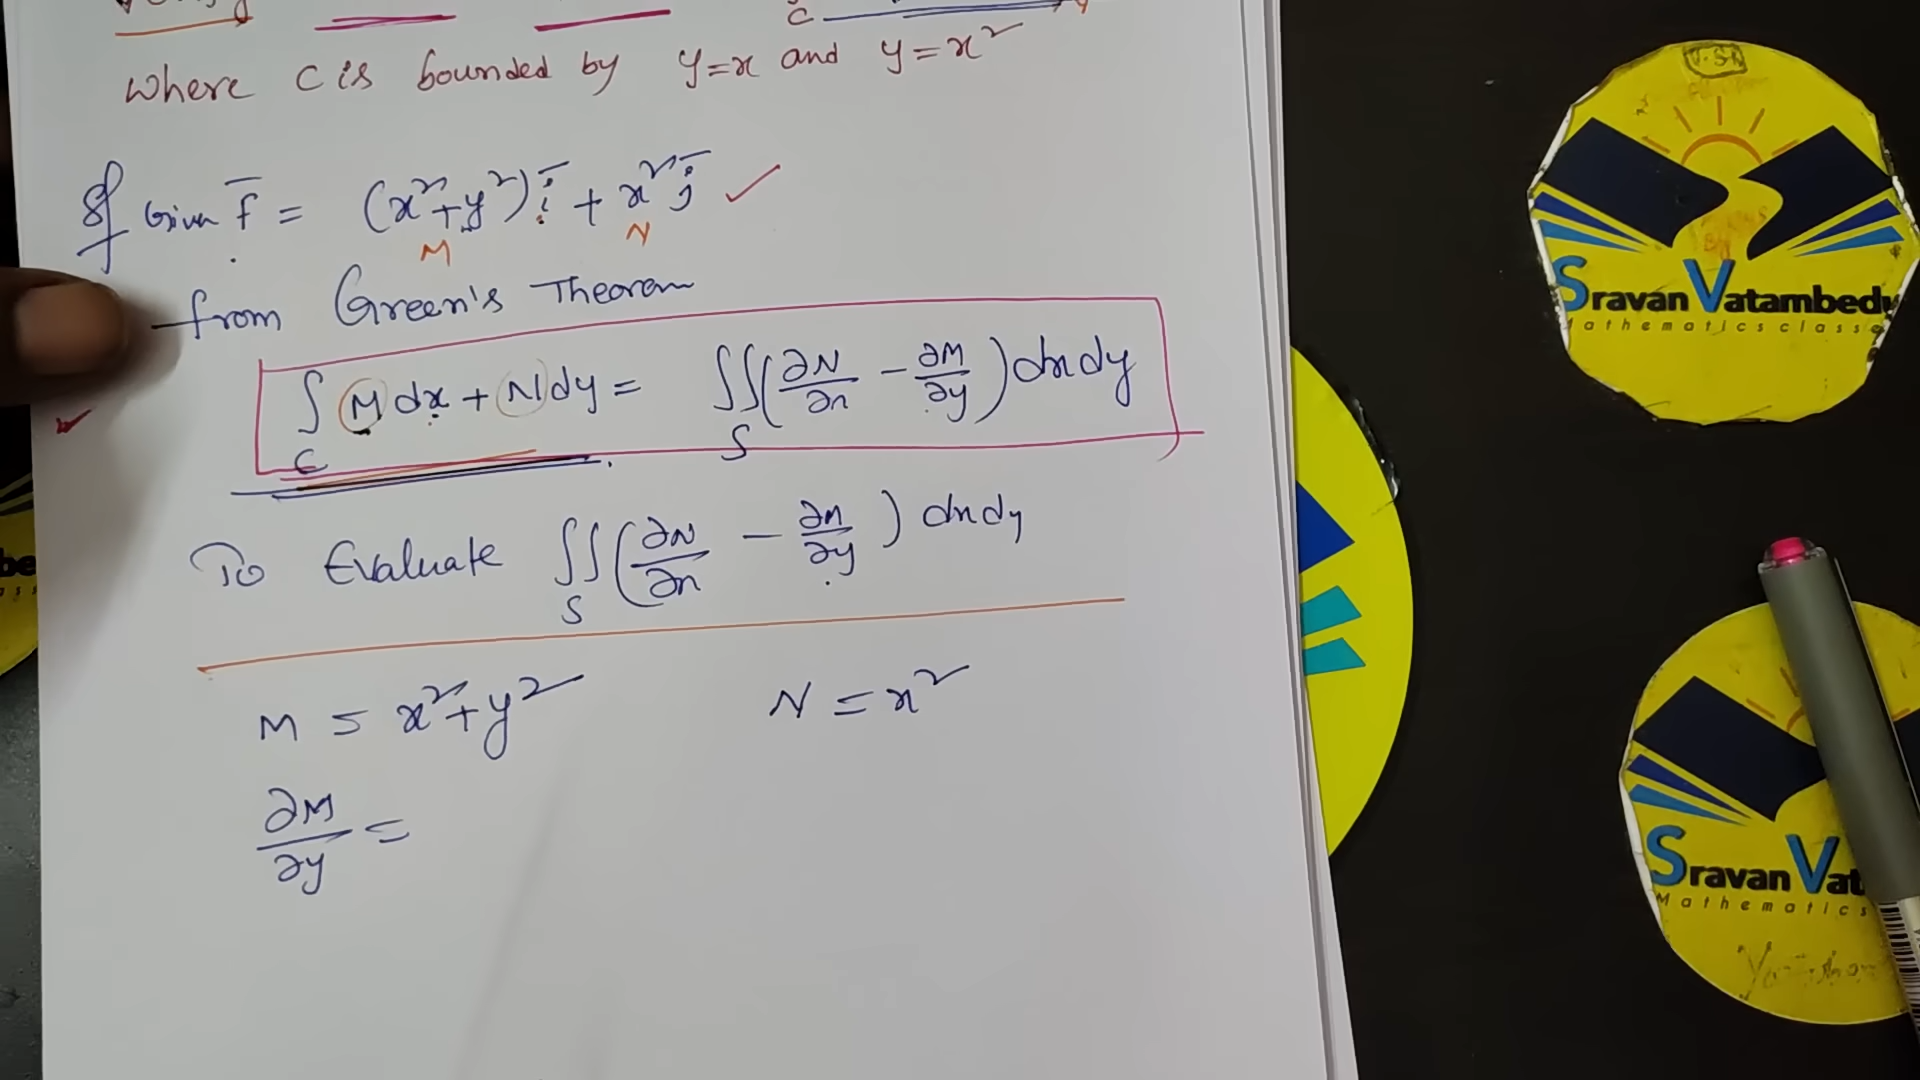 c
where C is bounded by y=x and y=x²
Sol Given F̅ = (x²+y²) i̅ + x² j̅ ✓
M N
from Green's Theorem
∫ M dx + N dy = ∫∫ (∂N/∂x − ∂M/∂y) dx dy
C S
To Evaluate ∫∫ (∂N/∂x − ∂M/∂y) dx dy
S
M = x²+y² N = x²
∂M/∂y =
Sravan Vatambedu
Mathematics classe
Sravan Vat
Mathematics